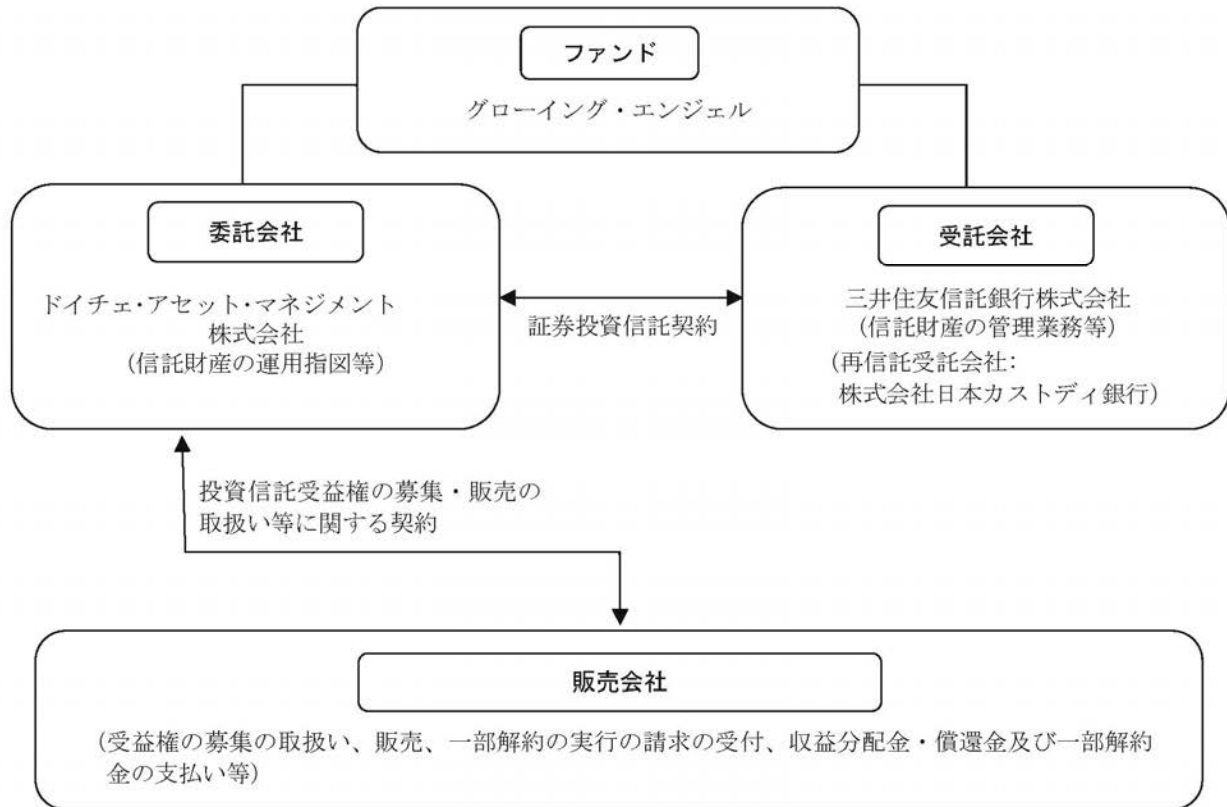 ファンド
グローイング・エンジェル
委託会社
ドイチェ・アセット・マネジメント
株式会社
(信託財産の運用指図等)
証券投資信託契約
受託会社
三井住友信託銀行株式会社
(信託財産の管理業務等)
(再信託受託会社:
株式会社日本カストディ銀行)
投資信託受益権の募集・販売の
取扱い等に関する契約
販売会社
(受益権の募集の取扱い、販売、一部解約の実行の請求の受付、収益分配金・償還金及び一部解約
金の支払い等)